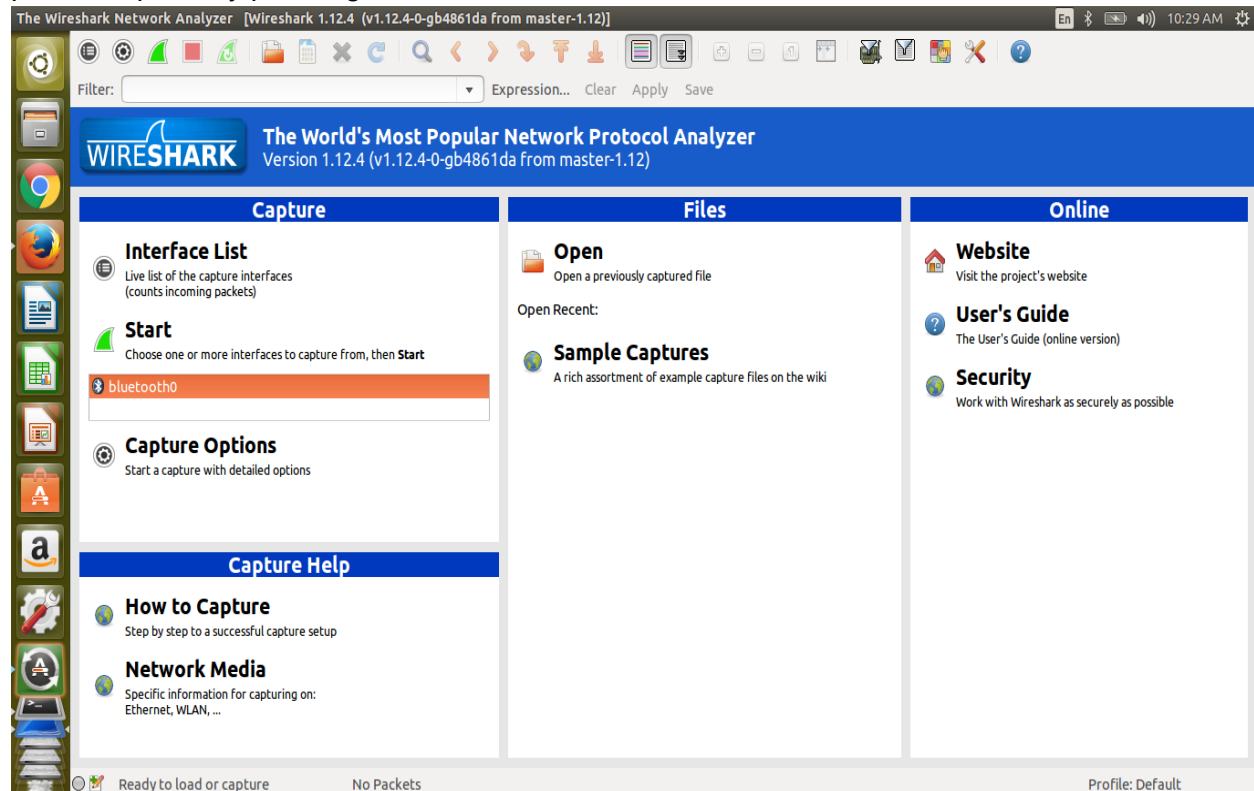 The Wireshark Network Analyzer [Wireshark 1.12.4 (v1.12.4-0-gb4861da from master-1.12)]
En
10:29 AM
Filter:
Expression... Clear Apply Save
WIRESHARK
The World's Most Popular Network Protocol Analyzer
Version 1.12.4 (v1.12.4-0-gb4861da from master-1.12)
Capture
Interface List
Live list of the capture interfaces
(counts incoming packets)
Start
Choose one or more interfaces to capture from, then Start
bluetooth0
Capture Options
Start a capture with detailed options
Capture Help
How to Capture
Step by step to a successful capture setup
Network Media
Specific information for capturing on:
Ethernet, WLAN, ...
Files
Open
Open a previously captured file
Open Recent:
Sample Captures
A rich assortment of example capture files on the wiki
Online
Website
Visit the project's website
User's Guide
The User's Guide (online version)
Security
Work with Wireshark as securely as possible
a
Ready to load or capture
No Packets
Profile: Default